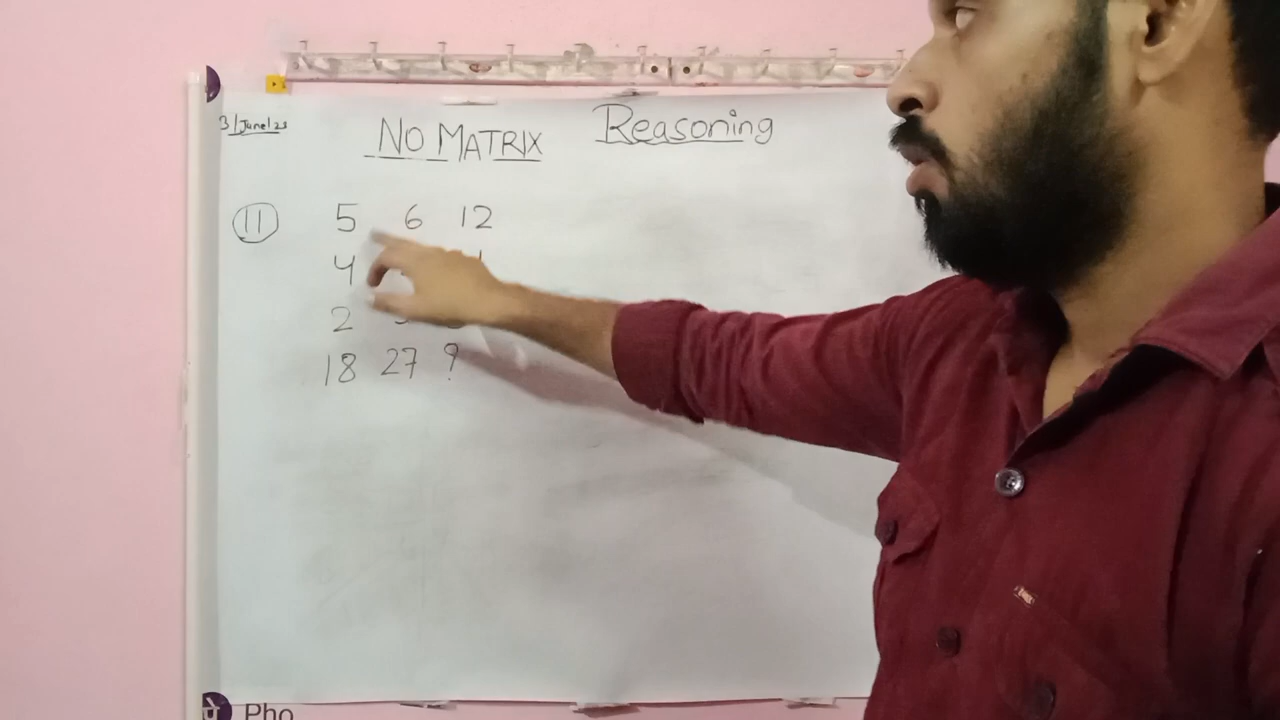 3/June/23
NO MATRIX Reasoning
11 5 6 12
4
2
18 27 ?
पे Pho